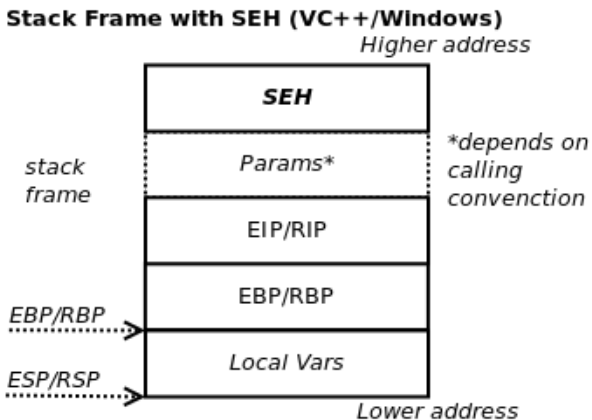 Stack Frame with SEH (VC++/Windows)
Higher address
SEH
Params*
*depends on
calling
convenction
stack
frame
EIP/RIP
EBP/RBP
EBP/RBP
Local Vars
ESP/RSP
Lower address